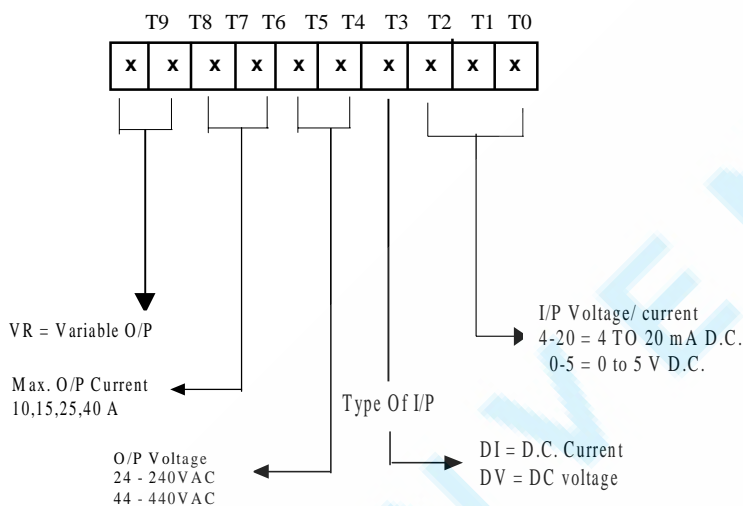 T9 T8 T7 T6 T5 T4 T3 T2 T1 T0
x x x x x x x x x x
VR = Variable O/P
I/P Voltage/ current
4-20 = 4 TO 20 mA D.C.
0-5 = 0 to 5 V D.C.
Max. O/P Current
10,15,25,40 A
Type Of I/P
O/P Voltage
24 - 240VAC
44 - 440VAC
DI = D.C. Current
DV = DC voltage